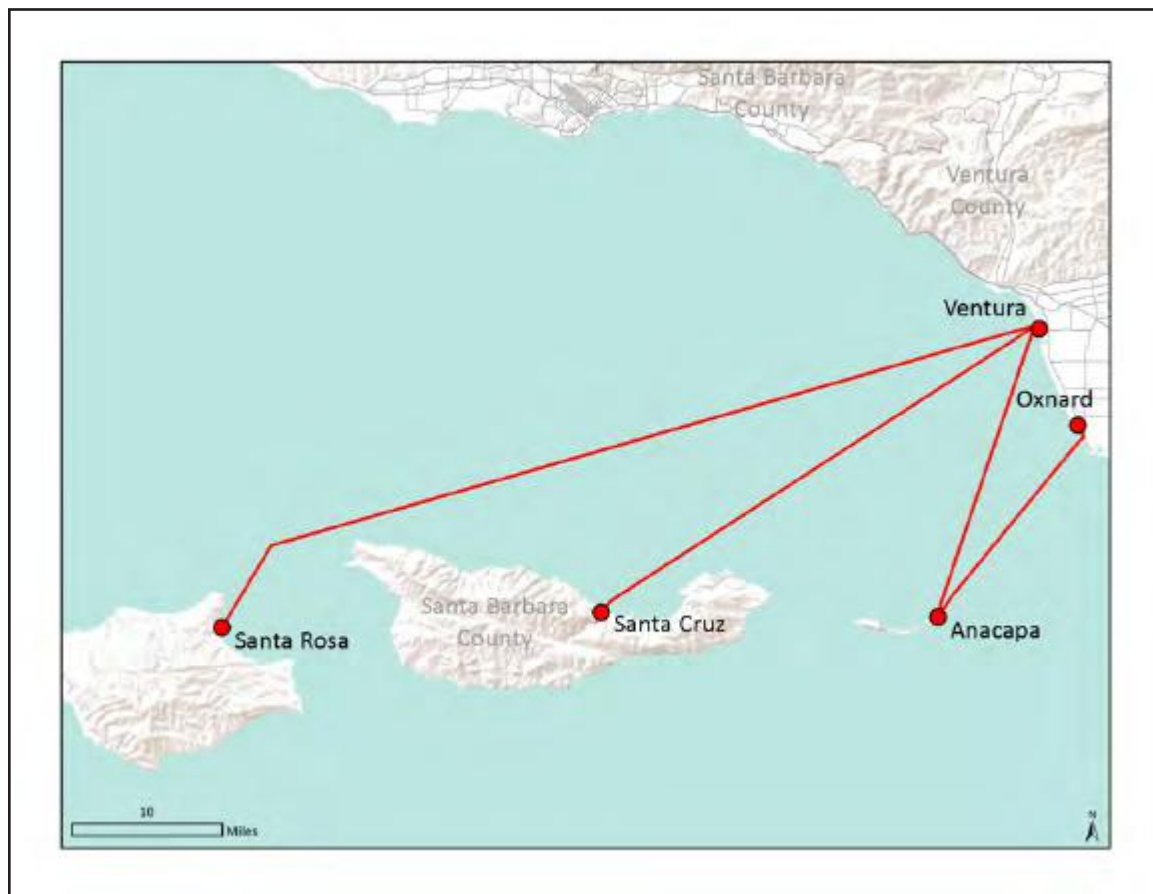 Santa Barbara
County
Ventura
County
Ventura
Oxnard
Santa Barbara
County
Santa Cruz
Anacapa
Santa Rosa
10
Miles
N